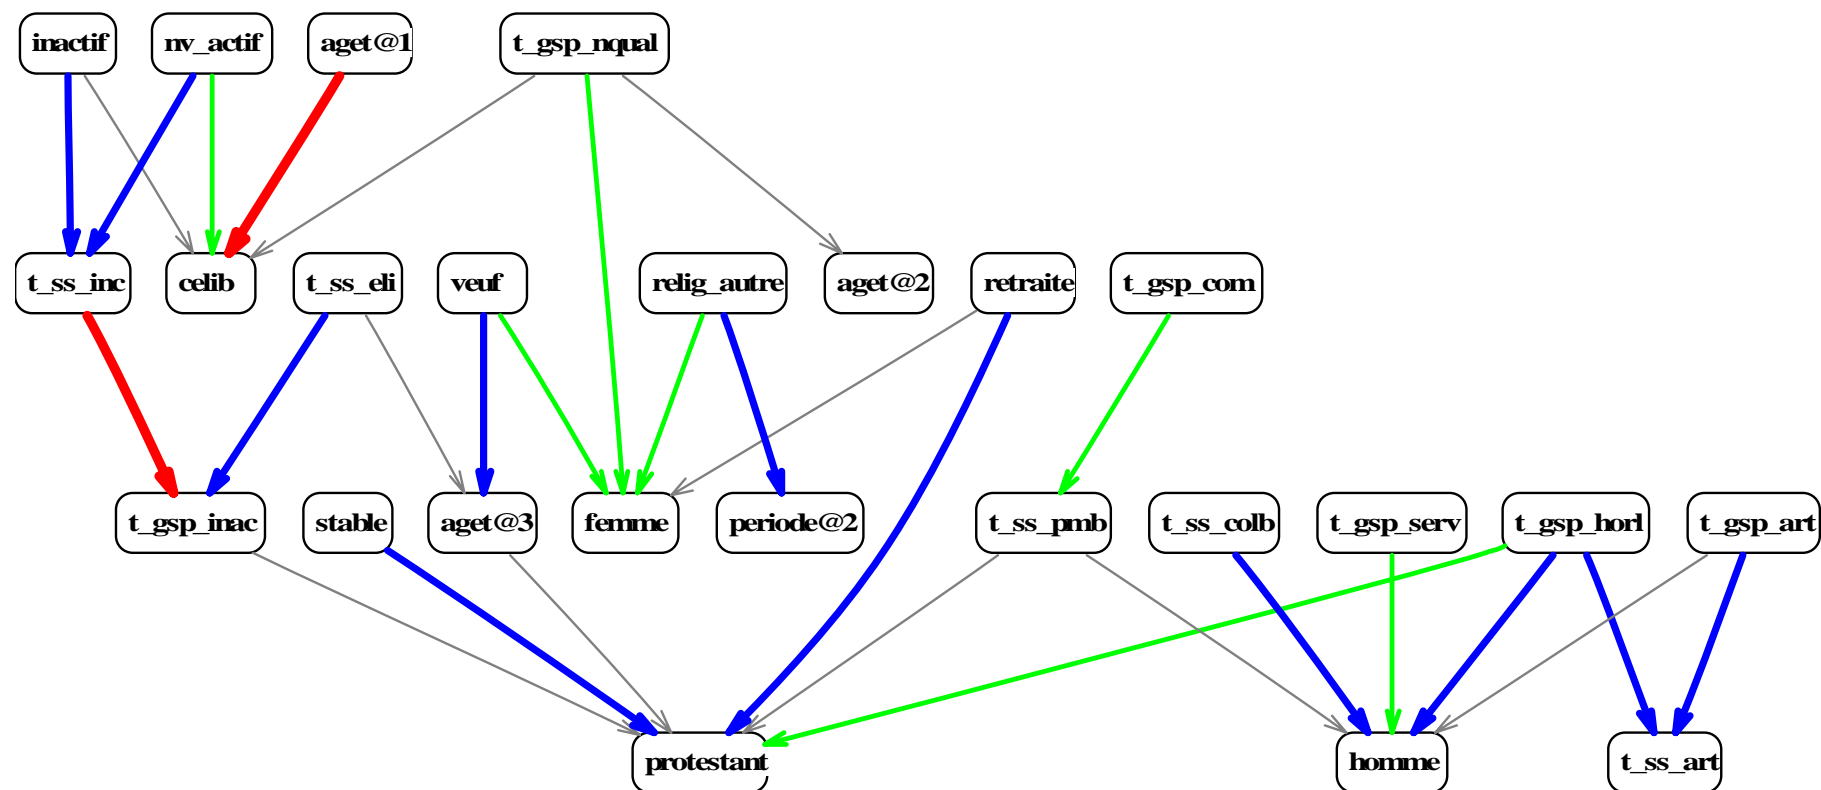 inactif
nv_actif
aget@1
t_gsp_nqual
t_ss_inc
celib
t_ss_eli
veuf
relig_autre
aget@2
retraite
t_gsp_com
t_gsp_inac
stable
aget@3
femme
periode@2
t_ss_pmb
t_ss_colb
t_gsp_serv
t_gsp_horl
t_gsp_art
protestant
homme
t_ss_art